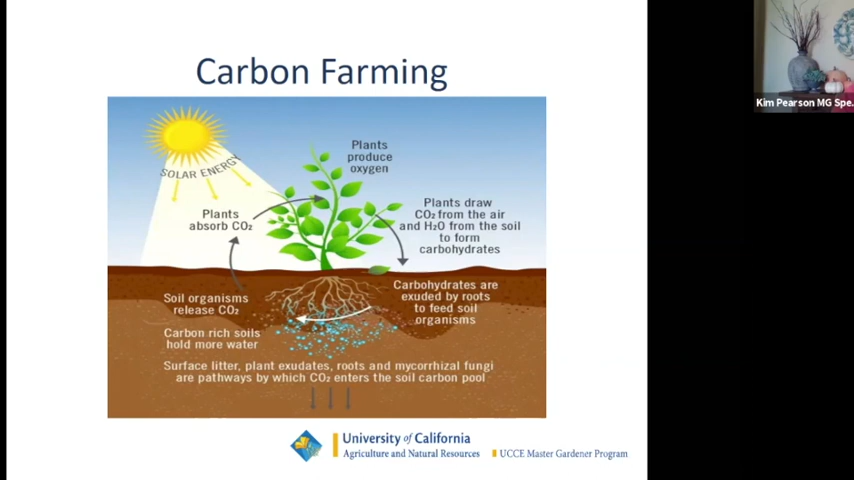 Carbon Farming
SOLAR ENERGY
Plants
produce
oxygen
Plants
absorb CO₂
Plants draw
CO₂ from the air
and H₂O from the soil
to form
carbohydrates
Soil organisms
release CO₂
Carbohydrates are
exuded by roots
to feed soil
organisms
Carbon rich soils
hold more water
Surface litter, plant exudates, roots and mycorrhizal fungi
are pathways by which CO₂ enters the soil carbon pool
University of California
Agriculture and Natural Resources
UCCE Master Gardener Program
Kim Pearson MG Spe...